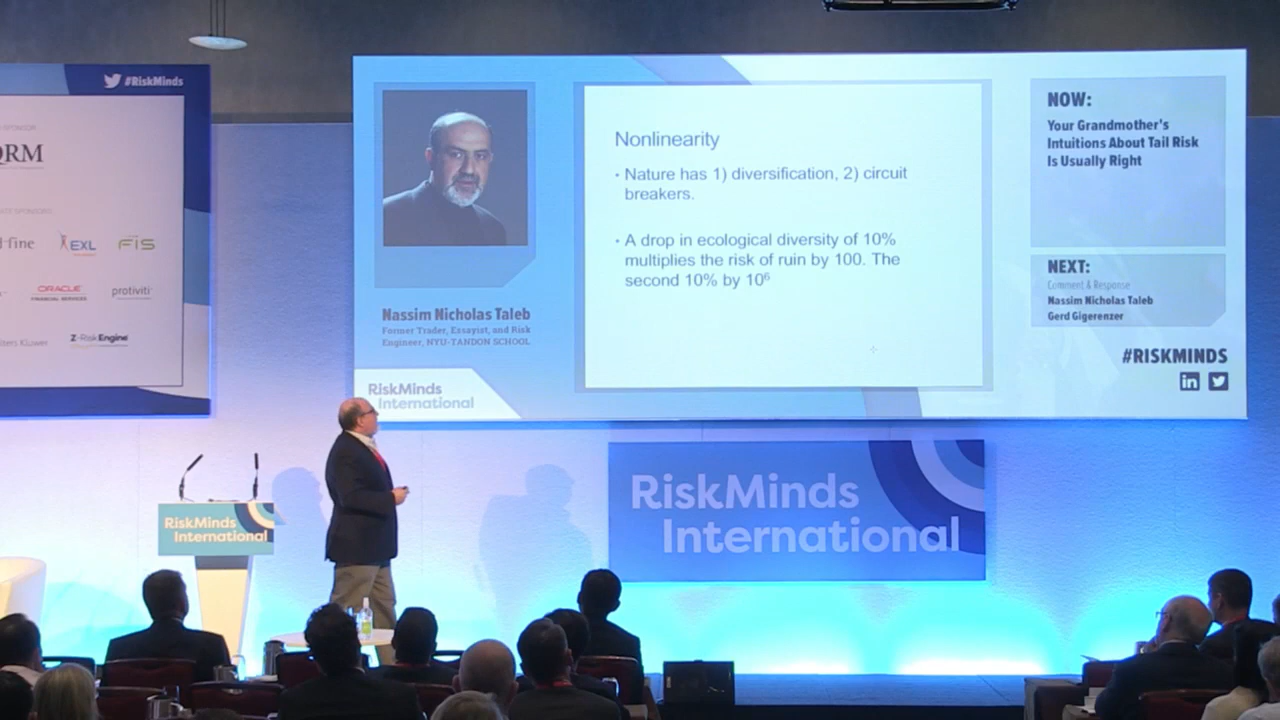 #RiskMinds
QRM
EXL
FIS
ORACLE
FINANCIAL SERVICES
protiviti
Kluwer
Z-RiskEngine
Nassim Nicholas Taleb
Former Trader, Essayist, and Risk
Engineer, NYU-TANDON SCHOOL
RiskMinds
International
Nonlinearity
• Nature has 1) diversification, 2) circuit
breakers.
• A drop in ecological diversity of 10%
multiplies the risk of ruin by 100. The
second 10% by 10⁶
NOW:
Your Grandmother's
Intuitions About Tail Risk
Is Usually Right
NEXT:
Comment & Response
Nassim Nicholas Taleb
Gerd Gigerenzer
#RISKMINDS
in
RiskMinds
International
RiskMinds
International